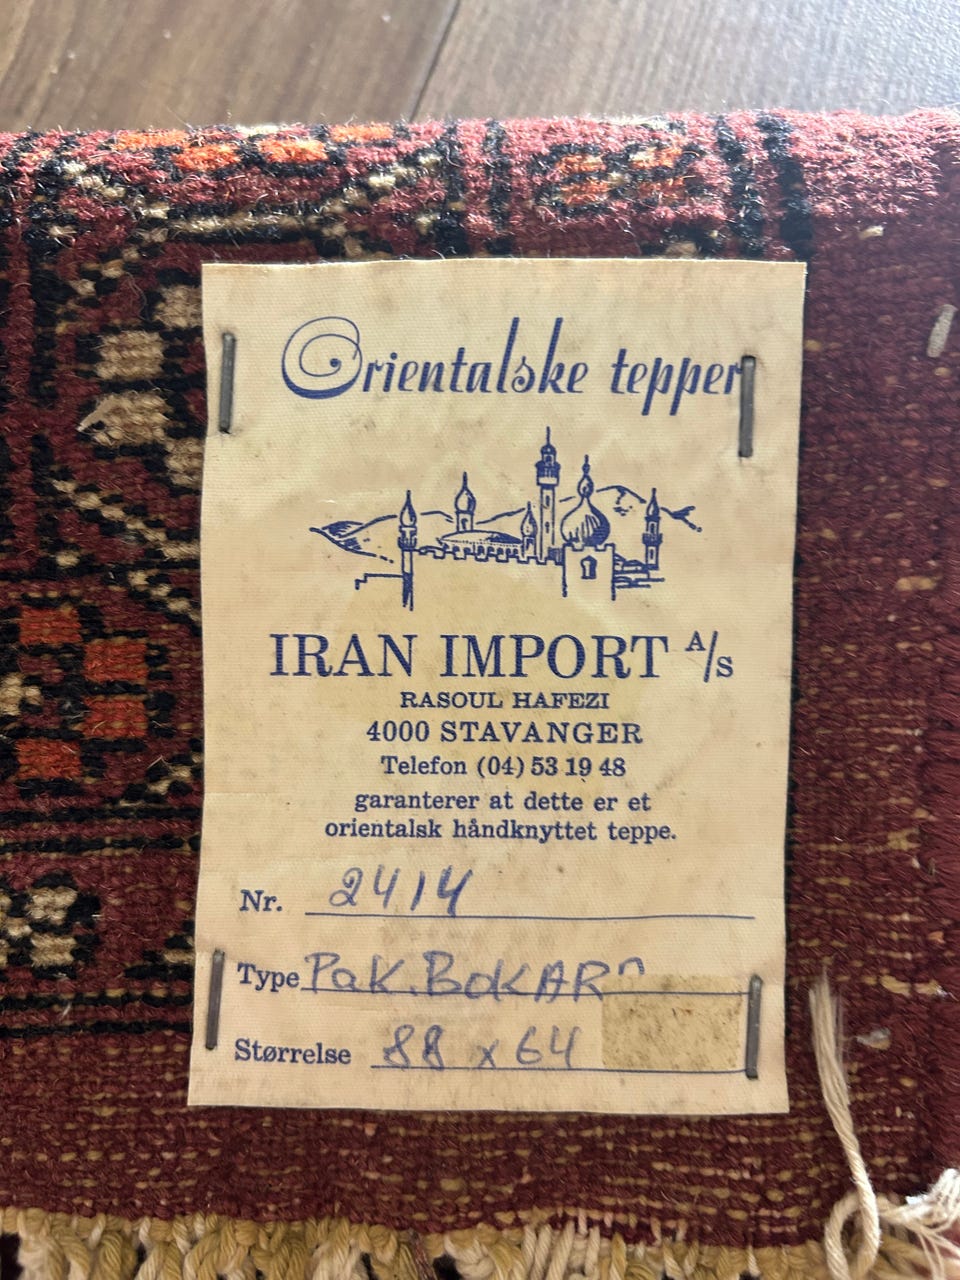 Orientalske tepper
IRAN IMPORT A/S
RASOUL HAFEZI
4000 STAVANGER
Telefon (04) 53 19 48
garanterer at dette er et
orientalsk håndknyttet teppe.
Nr. 2414
Type Pak. BOKARA
Størrelse 88 x 64